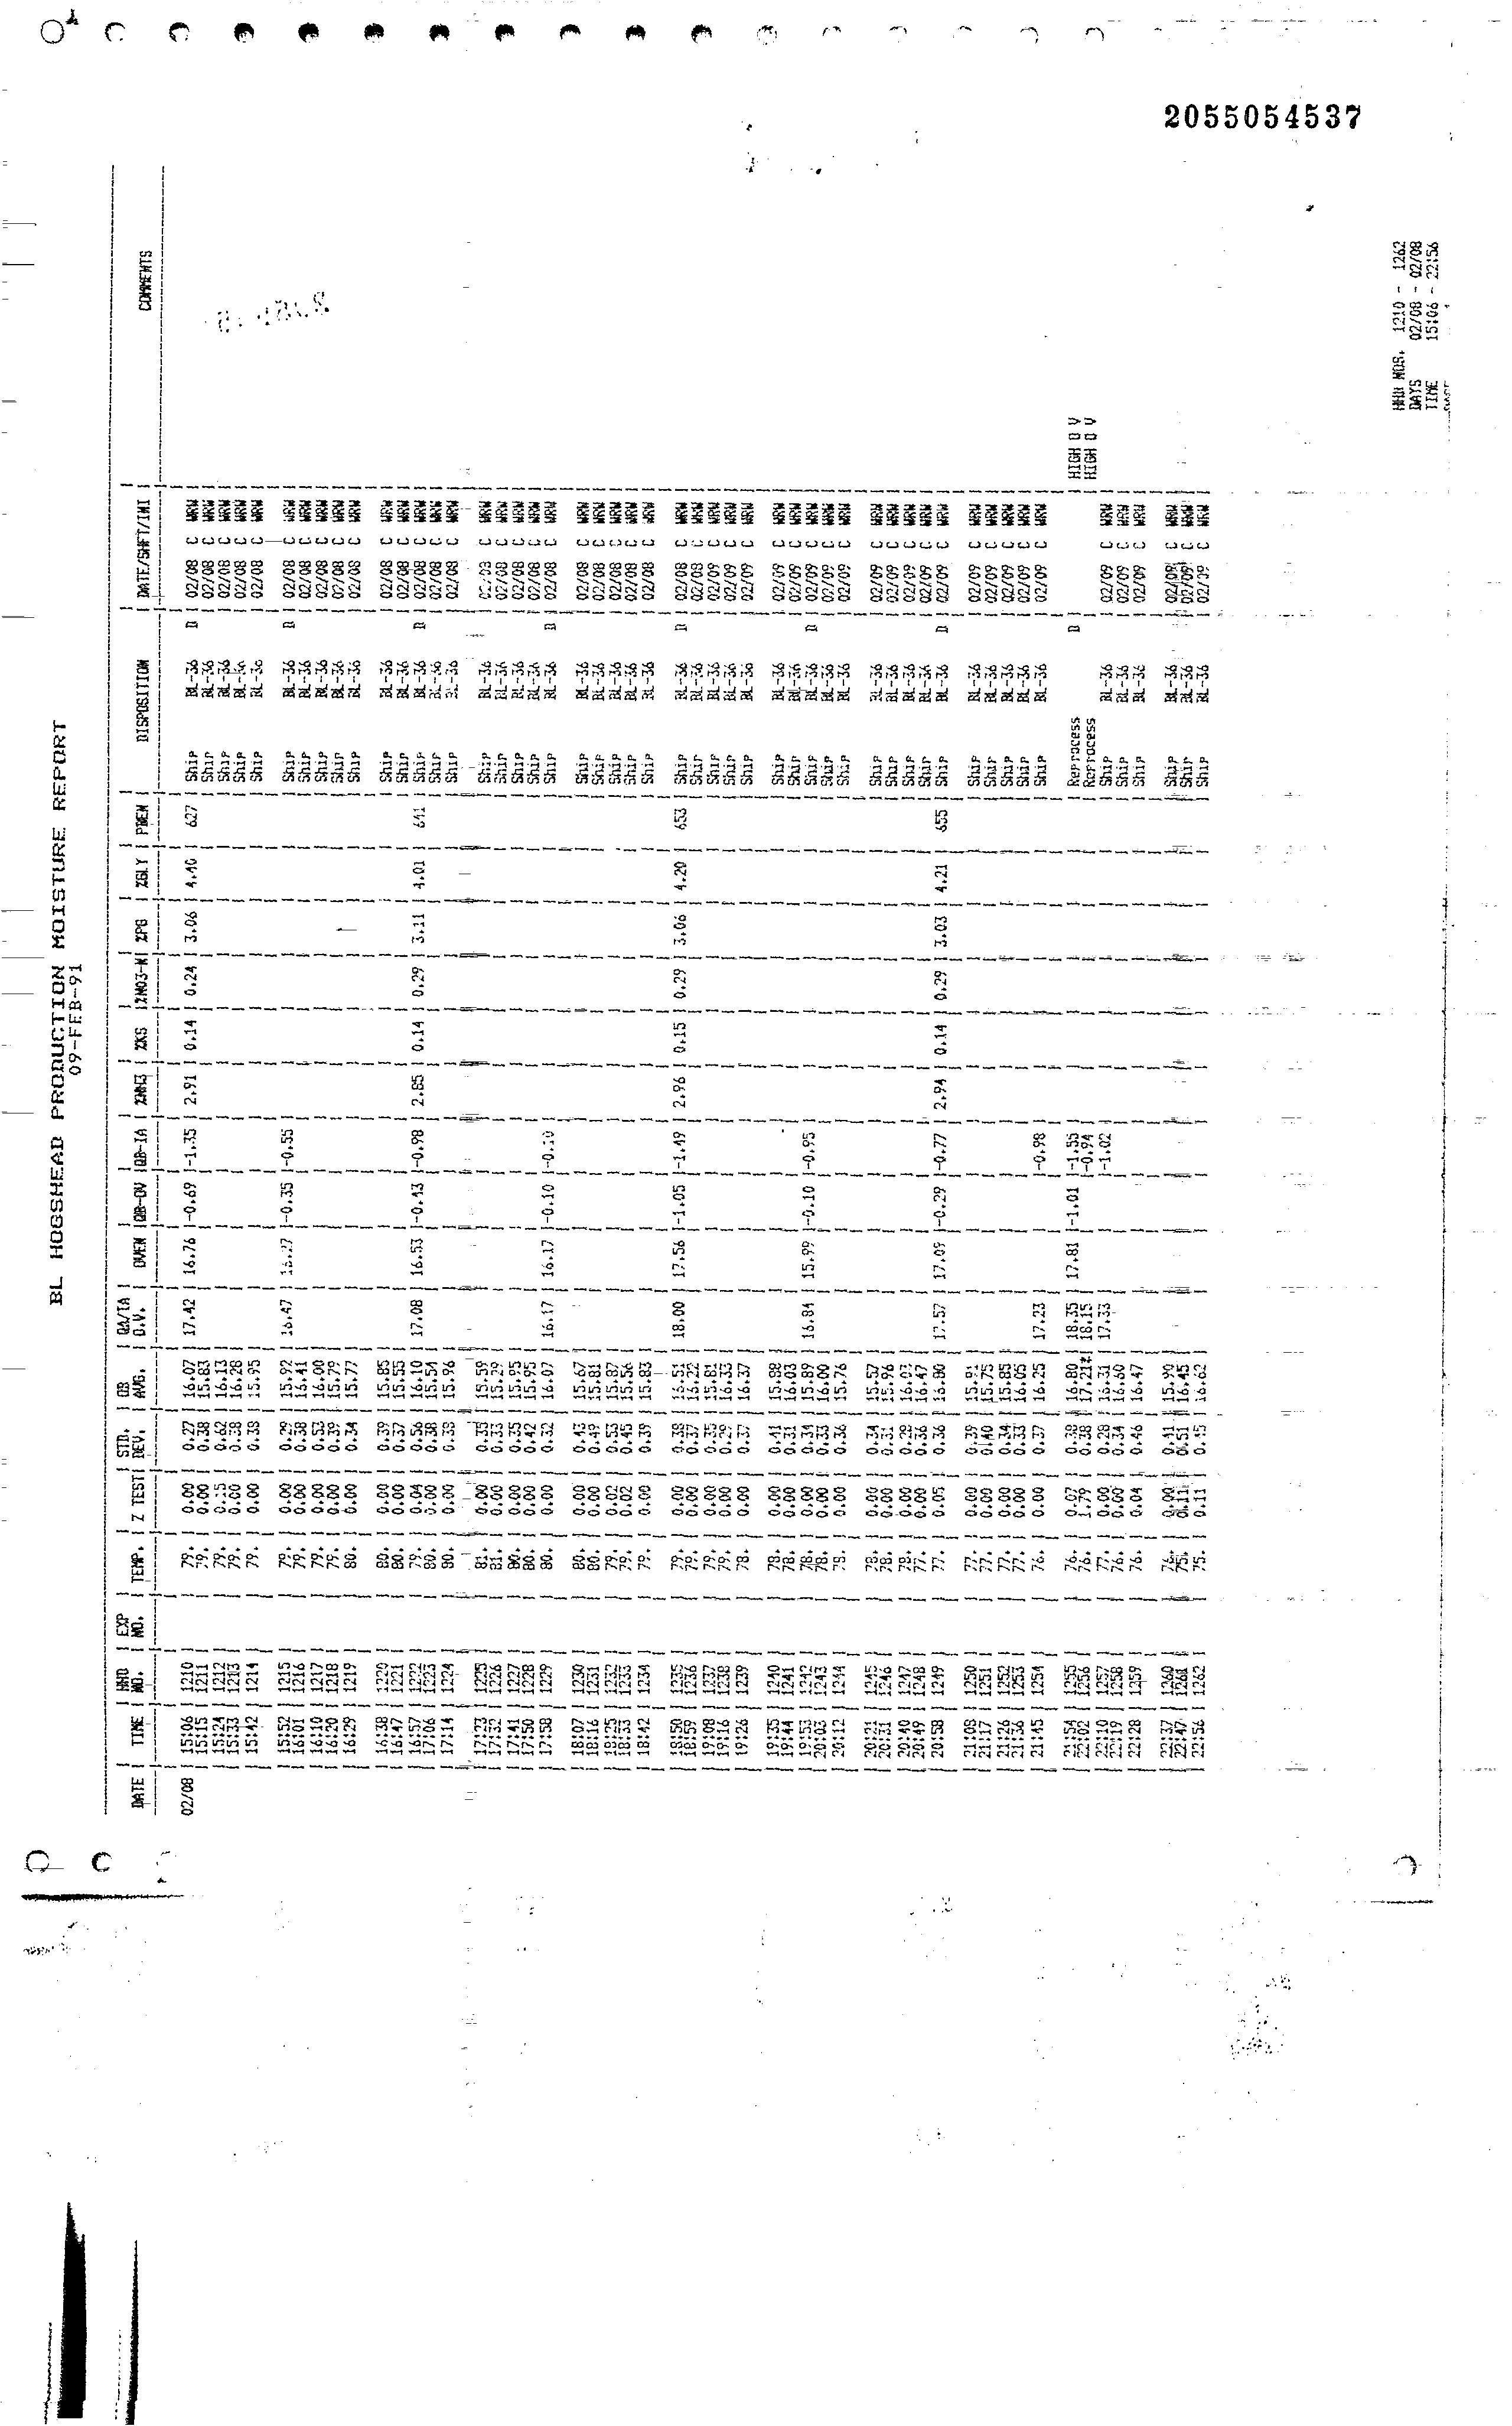 2055054537
BL HOGSHEAD PRODUCTION MOISTURE REPORT
09-FEB-91
DATE TIME HHD NO. EXP NO. TEMP. Z TEST STD. DEV. QB AVG. QA/IA O.V. OVEN QB-OV QB-IA %NH3 %KS %NO3-N %PG %GLY PDEN DISPOSITION DATE/SHFT/INI COMMENTS
02/08 15:06 1210 79. 0.00 0.27 16.07 17.42 16.76 -0.69 -1.35 2.91 0.14 0.24 3.06 4.40 627 Ship BL-36 D 02/08 C WRW
15:15 1211 79. 0.00 0.38 15.83 Ship BL-36 02/08 C WRW
15:24 1212 79. 0.62 16.13 Ship BL-36 02/08 C WRW
15:33 1213 79. 0.00 0.38 16.28 Ship BL-36 02/08 C WRW
15:42 1214 79. 0.00 0.33 15.95 Ship BL-36 02/08 C WRW
15:52 1215 79. 0.00 0.29 15.92 16.47 -0.35 -0.55 Ship BL-36 D 02/08 C WRW
16:01 1216 79. 0.00 0.38 16.41 Ship BL-36 02/08 C WRW
16:10 1217 79. 0.00 0.53 16.00 Ship BL-36 02/08 C WRW
16:20 1218 79. 0.00 0.39 15.79 Ship BL-36 02/08 C WRW
16:29 1219 80. 0.00 0.34 15.77 Ship BL-36 02/08 C WRW
16:38 1220 80. 0.00 0.39 15.85 Ship BL-36 02/08 C WRW
16:47 1221 80. 0.00 0.37 15.55 Ship BL-36 02/08 C WRW
16:57 1222 79. 0.04 0.56 16.10 17.08 16.53 -0.43 -0.98 2.85 0.14 0.29 3.11 4.01 641 Ship BL-36 D 02/08 C WRW
17:06 1223 80. 0.00 0.38 15.54 Ship BL-36 02/08 C WRW
17:14 1224 80. 0.00 0.33 15.96 Ship BL-36 02/08 C WRW
17:23 1225 81. 0.00 0.33 15.59 Ship BL-36 C WRW
17:32 1226 81. 0.00 0.33 15.29 Ship BL-36 02/08 C WRW
17:41 1227 80. 0.00 0.35 15.95 Ship BL-36 02/08 C WRW
17:50 1228 80. 0.00 0.42 15.95 Ship BL-36 02/08 C WRW
17:58 1229 80. 0.00 0.32 16.07 16.17 16.17 -0.10 -0.10 Ship BL-36 D 02/08 C WRW
18:07 1230 80. 0.00 0.43 15.67 Ship BL-36 02/08 C WRW
18:16 1231 80. 0.00 0.49 15.81 Ship BL-36 02/08 C WRW
18:25 1232 79. 0.02 0.53 15.87 Ship BL-36 02/08 C WRW
18:33 1233 79. 0.02 0.45 15.56 Ship BL-36 02/08 C WRW
18:42 1234 79. 0.00 0.39 15.83 Ship BL-36 02/08 C WRW
18:50 1235 79. 0.00 0.38 16.51 18.00 17.56 -1.05 -1.49 2.96 0.15 0.29 3.06 4.20 653 Ship BL-36 D 02/08 C WRW
18:59 1236 79. 0.00 0.37 16.22 Ship BL-36 02/08 C WRW
19:08 1237 79. 0.00 0.35 15.81 Ship BL-36 02/09 C WRW
19:16 1238 79. 0.00 0.29 16.33 Ship BL-36 02/09 C WRW
19:26 1239 78. 0.00 0.37 16.37 Ship BL-36 02/09 C WRW
19:35 1240 78. 0.00 0.41 15.88 Ship BL-36 02/09 C WRW
19:44 1241 78. 0.00 0.31 16.03 Ship BL-36 02/09 C WRW
19:53 1242 78. 0.00 0.34 15.89 16.84 15.99 -0.10 -0.95 Ship BL-36 D 02/09 C WRW
20:03 1243 78. 0.00 0.33 16.00 Ship BL-36 02/09 C WRW
20:12 1244 78. 0.00 0.36 15.76 Ship BL-36 02/09 C WRW
20:21 1245 78. 0.00 0.34 15.57 Ship BL-36 02/09 C WRW
20:31 1246 78. 0.00 0.31 15.96 Ship BL-36 02/09 C WRW
20:40 1247 78. 0.00 0.29 Ship BL-36 02/09 C WRW
20:49 1248 77. 0.00 0.36 16.47 Ship BL-36 02/09 C WRW
20:58 1249 77. 0.05 0.36 16.80 17.57 17.09 -0.29 -0.77 2.94 0.14 0.29 3.03 4.21 655 Ship BL-36 D 02/09 C WRW
21:08 1250 77. 0.00 0.39 Ship BL-36 02/09 C WRW
21:17 1251 77. 0.00 0.40 15.75 Ship BL-36 02/09 C WRW
21:26 1252 77. 0.00 0.34 15.85 Ship BL-36 02/09 C WRW
21:36 1253 77. 0.00 0.33 16.05 Ship BL-36 02/09 C WRW
21:45 1254 76. 0.00 0.37 16.25 17.23 -0.98 Ship BL-36 02/09 C WRW
21:54 1255 76. 0.07 0.38 16.80 18.35 17.81 -1.01 -1.55 Reprocess D HIGH O V
22:02 1256 76. 1.79 0.38 17.21# 18.15 -0.94 Reprocess HIGH O V
22:10 1257 77. 0.00 0.28 16.31 17.33 -1.02 Ship BL-36 02/09 C WRW
22:19 1258 76. 0.00 0.34 16.60 Ship BL-36 02/09 C WRW
22:28 1259 76. 0.04 0.46 16.47 Ship BL-36 02/09 C WRW
22:37 1260 76. 0.00 0.41 15.90 Ship BL-36 02/09 C WRW
22:47 1261 75. 0.11 0.51 16.45 Ship BL-36 02/09 C WRW
22:56 1262 75. 0.11 0.45 16.62 Ship BL-36 02/09 C WRW
HHD NOS. 1210 - 1262
DAYS 02/08 - 02/08
TIME 15:06 - 22:56